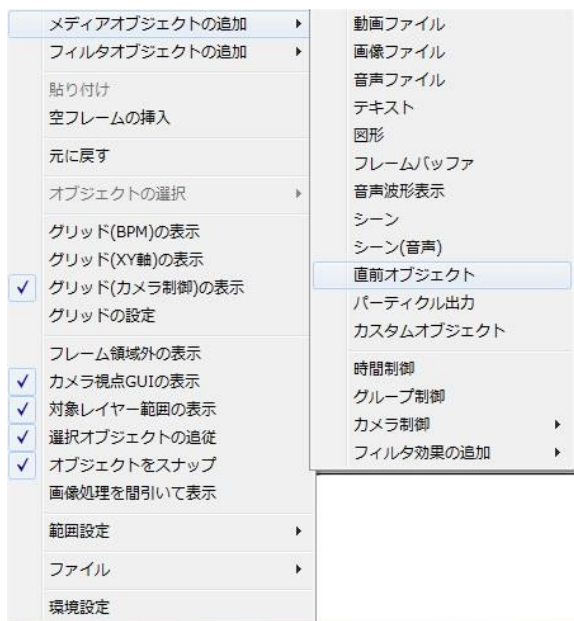 メディアオブジェクトの追加
フィルタオブジェクトの追加
貼り付け
空フレームの挿入
元に戻す
オブジェクトの選択
グリッド(BPM)の表示
グリッド(XY軸)の表示
グリッド(カメラ制御)の表示
グリッドの設定
フレーム領域外の表示
カメラ視点GUIの表示
対象レイヤー範囲の表示
選択オブジェクトの追従
オブジェクトをスナップ
画像処理を間引いて表示
範囲設定
ファイル
環境設定
動画ファイル
画像ファイル
音声ファイル
テキスト
図形
フレームバッファ
音声波形表示
シーン
シーン(音声)
直前オブジェクト
パーティクル出力
カスタムオブジェクト
時間制御
グループ制御
カメラ制御
フィルタ効果の追加